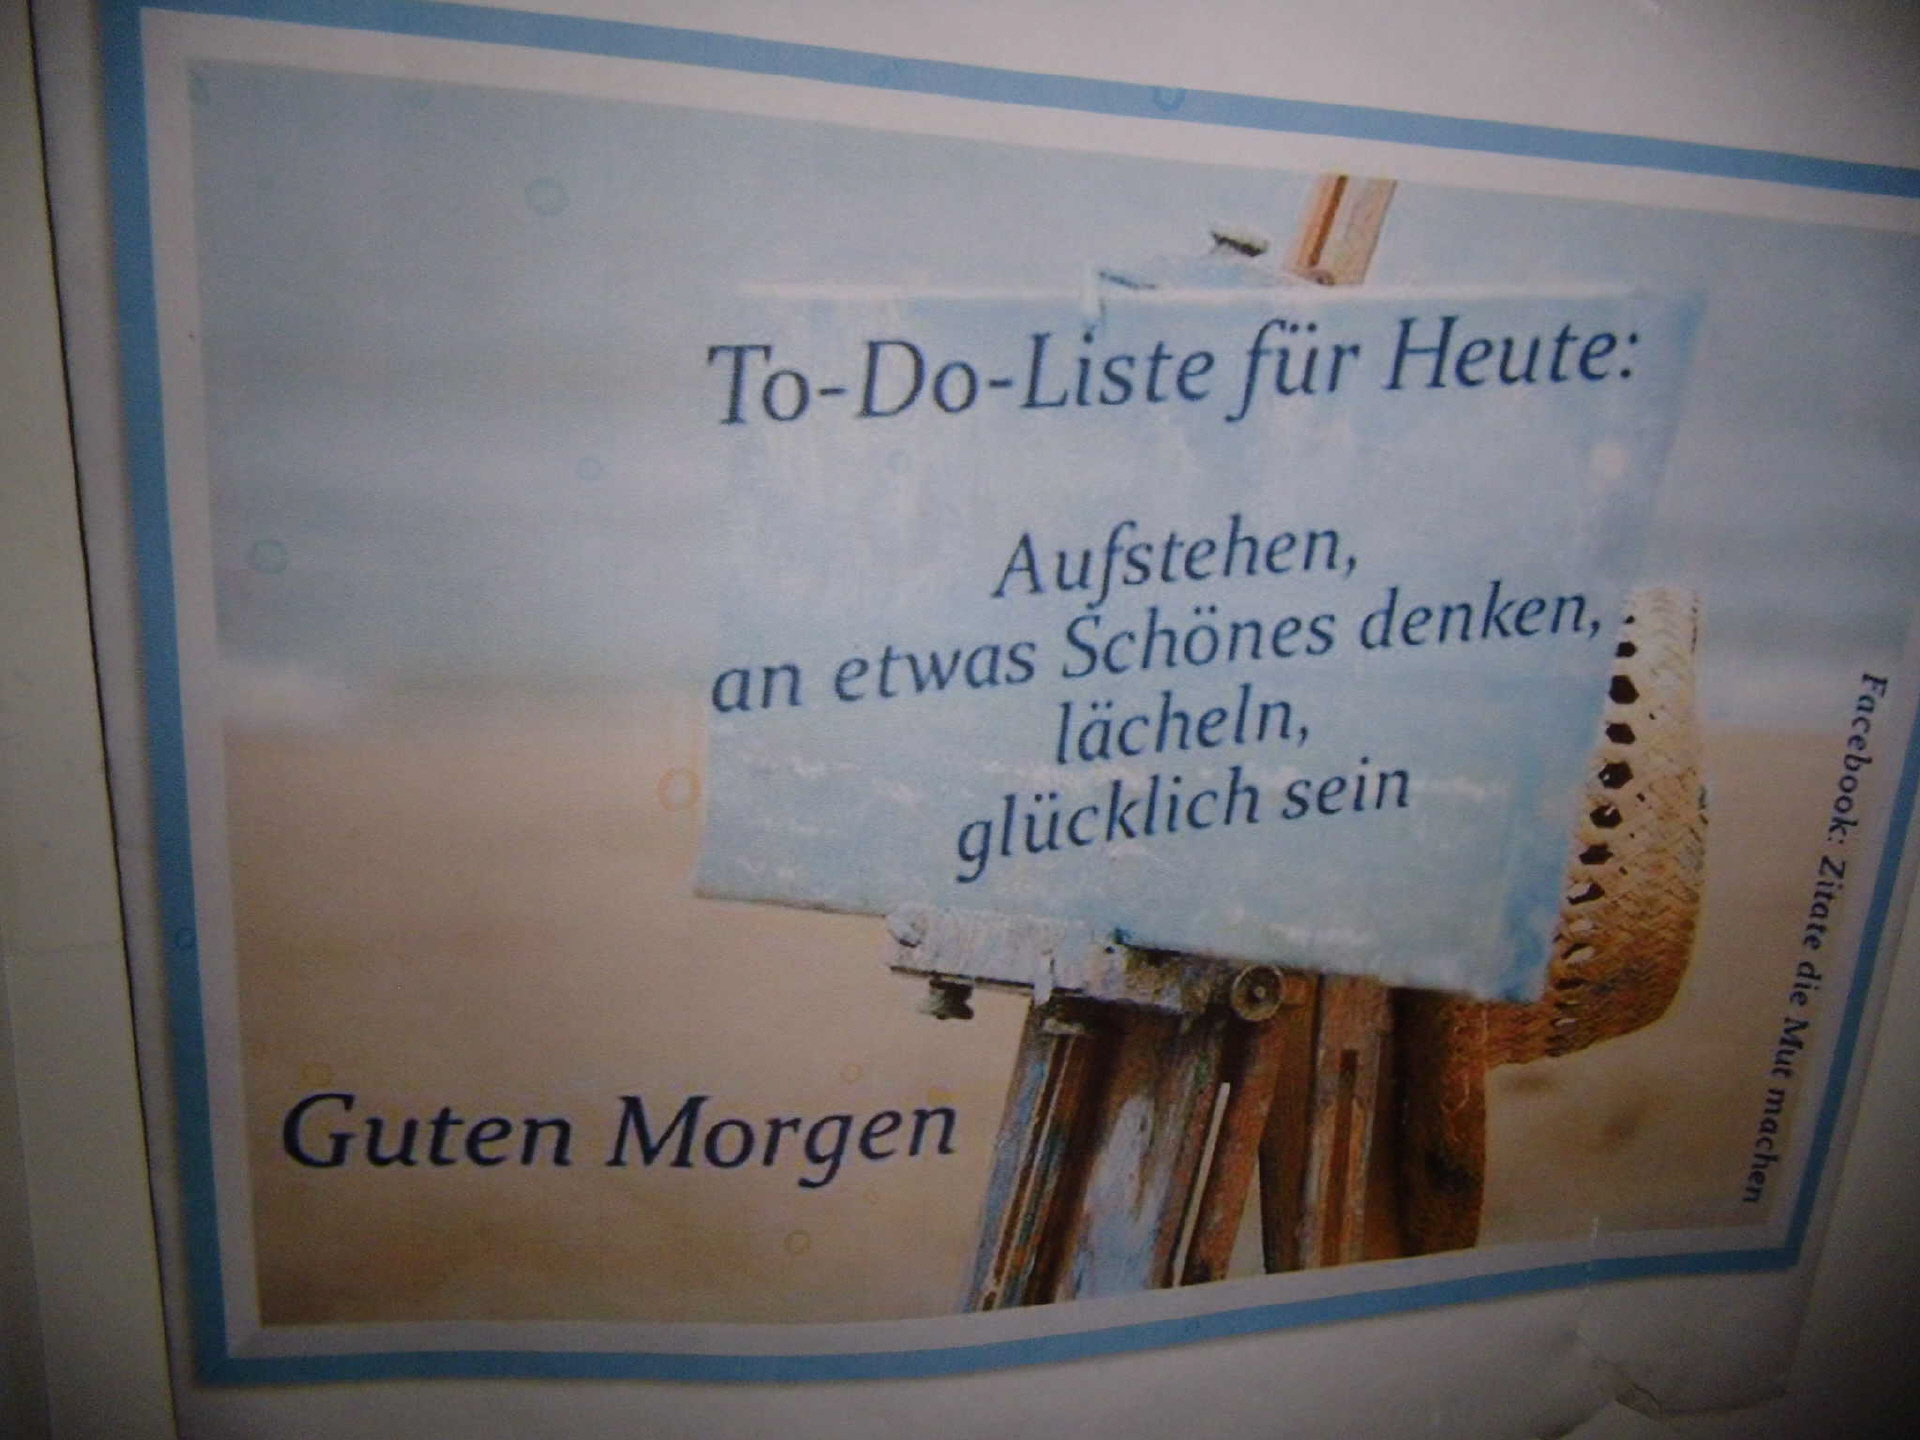 To-Do-Liste für Heute:
Aufstehen,
an etwas Schönes denken,
lächeln,
glücklich sein
Guten Morgen
Facebook: Zitate die Mut machen